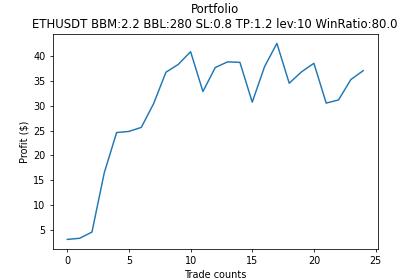 Portfolio
ETHUSDT BBM:2.2 BBL:280 SL:0.8 TP:1.2 lev:10 WinRatio:80.0
40
35
30
25
20
15
10
5
Profit ($)
0 5 10 15 20 25
Trade counts